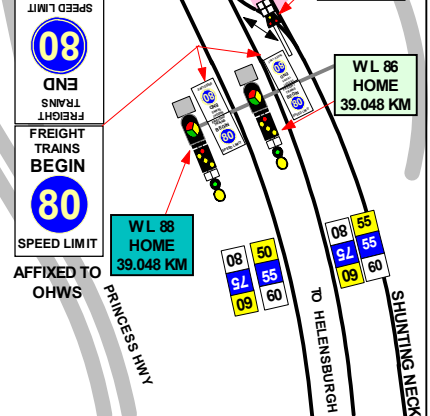 FREIGHT
TRAINS
END
80
SPEED LIMIT
FREIGHT
TRAINS
BEGIN
80
SPEED LIMIT
AFFIXED TO
OHWS
WL 86
HOME
39.048 KM
WL 88
HOME
39.048 KM
80 50
75 55
60 60
80 55
75 55
60 60
PRINCESS HWY
TO HELENSBURGH
SHUNTING NECK